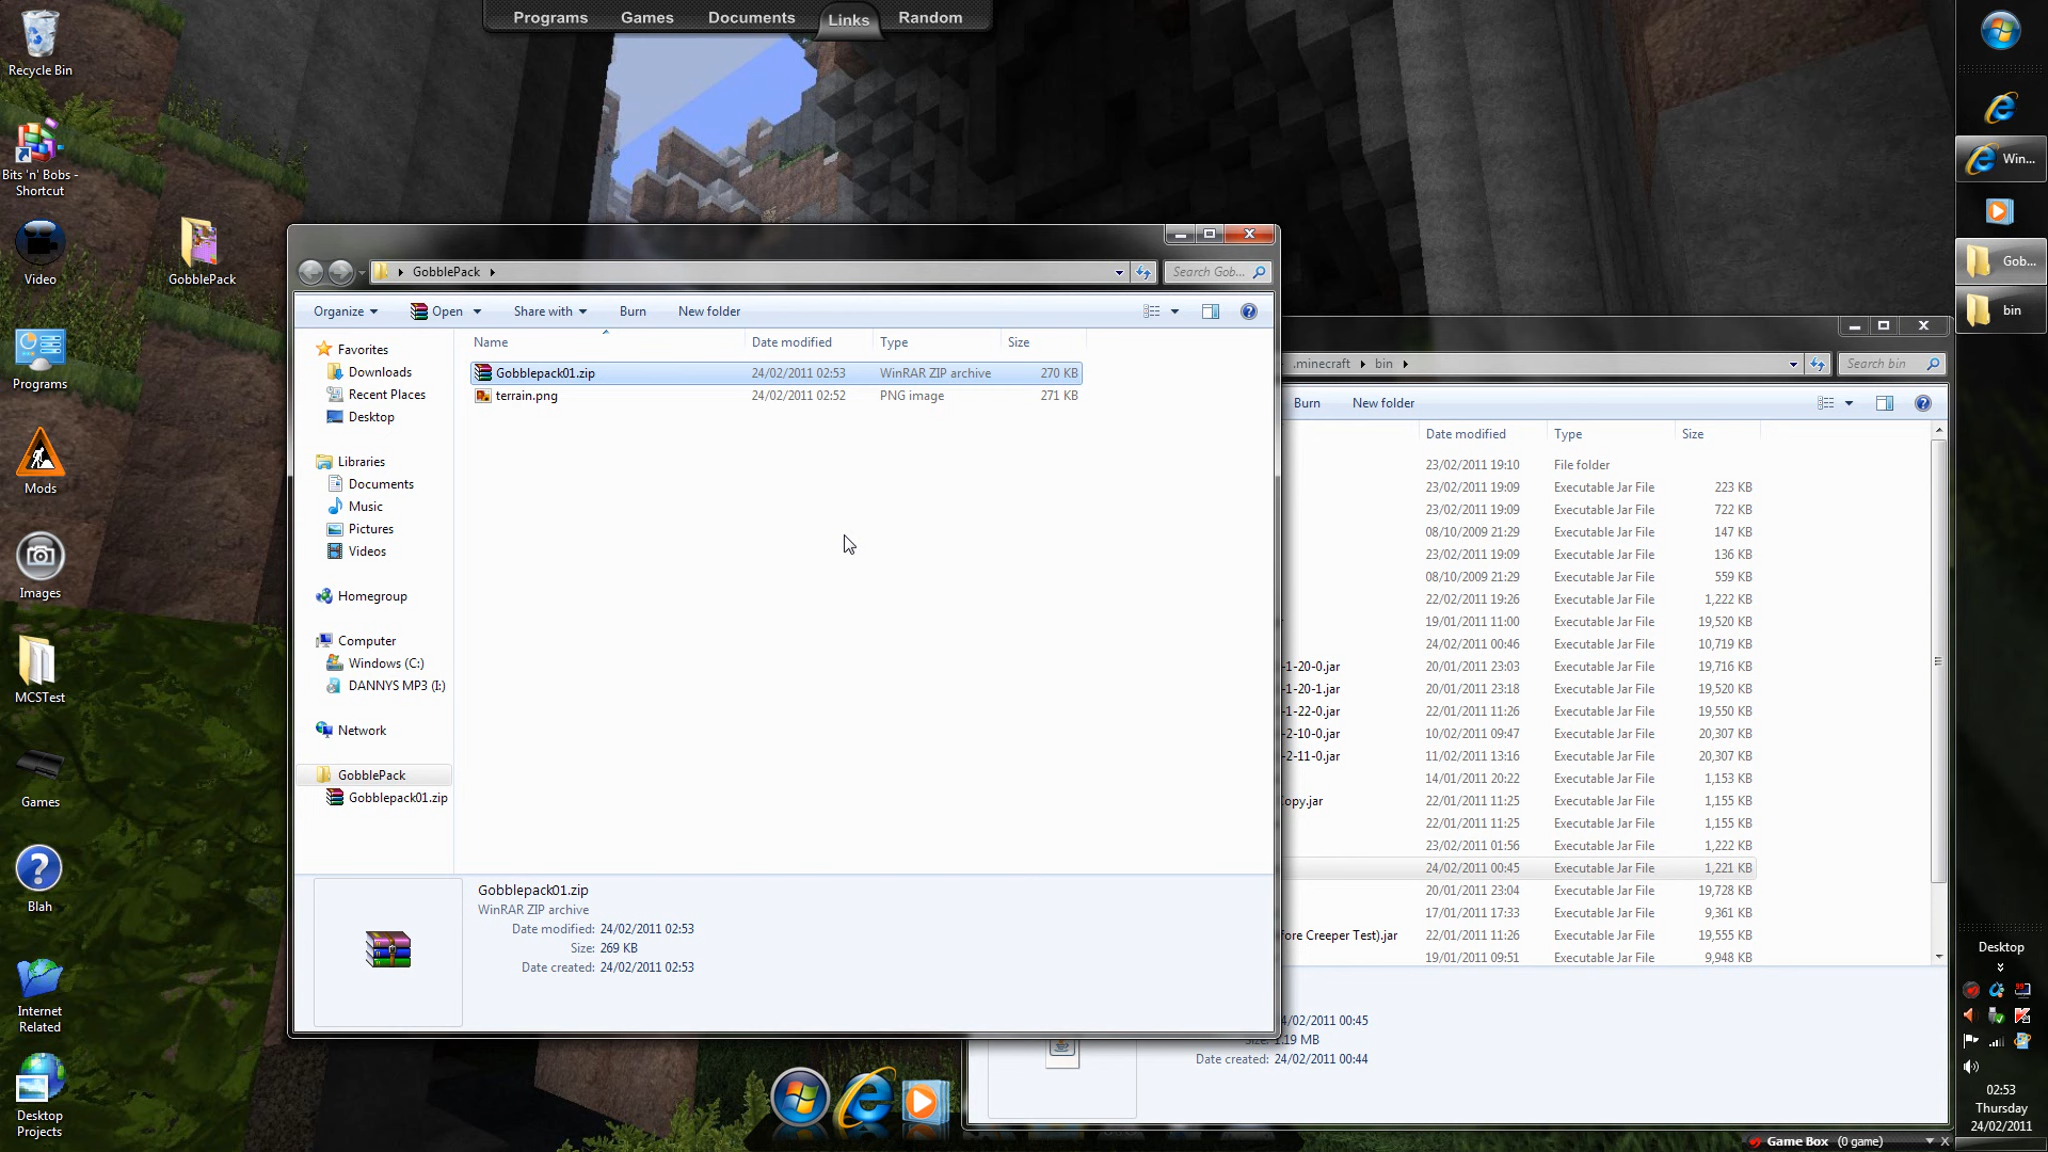 Programs Games Documents Links Random
Recycle Bin
Bits 'n' Bobs -
Shortcut
Video
GobblePack
Programs
Mods
Images
MCSTest
Games
Blah
Internet
Related
Desktop
Projects
GobblePack
Search Gob...
Organize Open Share with Burn New folder
Name Date modified Type Size
Gobblepack01.zip 24/02/2011 02:53 WinRAR ZIP archive 270 KB
terrain.png 24/02/2011 02:52 PNG image 271 KB
Favorites
Downloads
Recent Places
Desktop
Libraries
Documents
Music
Pictures
Videos
Homegroup
Computer
Windows (C:)
DANNYS MP3 (I:)
Network
GobblePack
Gobblepack01.zip
Gobblepack01.zip
WinRAR ZIP archive
Date modified: 24/02/2011 02:53
Size: 269 KB
Date created: 24/02/2011 02:53
.minecraft bin
Search bin
Burn New folder
Date modified Type Size
23/02/2011 19:10 File folder
23/02/2011 19:09 Executable Jar File 223 KB
23/02/2011 19:09 Executable Jar File 722 KB
08/10/2009 21:29 Executable Jar File 147 KB
23/02/2011 19:09 Executable Jar File 136 KB
08/10/2009 21:29 Executable Jar File 559 KB
22/02/2011 19:26 Executable Jar File 1,222 KB
19/01/2011 11:00 Executable Jar File 19,520 KB
24/02/2011 00:46 Executable Jar File 10,719 KB
-1-20-0.jar 20/01/2011 23:03 Executable Jar File 19,716 KB
-1-20-1.jar 20/01/2011 23:18 Executable Jar File 19,520 KB
-1-22-0.jar 22/01/2011 11:26 Executable Jar File 19,550 KB
-2-10-0.jar 10/02/2011 09:47 Executable Jar File 20,307 KB
-2-11-0.jar 11/02/2011 13:16 Executable Jar File 20,307 KB
14/01/2011 20:22 Executable Jar File 1,153 KB
Copy.jar 22/01/2011 11:25 Executable Jar File 1,155 KB
22/01/2011 11:25 Executable Jar File 1,155 KB
23/02/2011 01:56 Executable Jar File 1,222 KB
24/02/2011 00:45 Executable Jar File 1,221 KB
20/01/2011 23:04 Executable Jar File 19,728 KB
17/01/2011 17:33 Executable Jar File 9,361 KB
fore Creeper Test).jar 22/01/2011 11:26 Executable Jar File 19,555 KB
19/01/2011 09:51 Executable Jar File 9,948 KB
4/02/2011 00:45
Size: 1.19 MB
Date created: 24/02/2011 00:44
Win...
Gob...
bin
Desktop
02:53
Thursday
24/02/2011
Game Box (0 game)